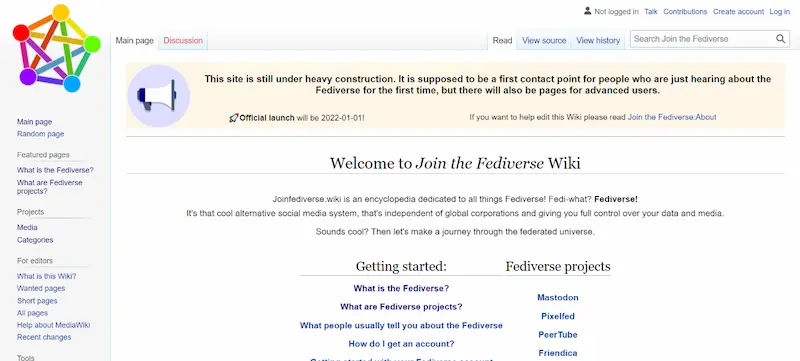 Not logged in Talk Contributions Create account Log in
Main page Discussion Read View source View history Search Join the Fediverse
This site is still under heavy construction. It is supposed to be a first contact point for people who are just hearing about the
Fediverse for the first time, but there will also be pages for advanced users.
Official launch will be 2022-01-01!
If you want to help edit this Wiki please read Join the Fediverse:About
Main page
Random page
Featured pages
What is the Fediverse?
What are Fediverse
projects?
Projects
Media
Categories
For editors
What is this Wiki?
Wanted pages
Short pages
All pages
Help about MediaWiki
Recent changes
Tools
Welcome to Join the Fediverse Wiki
Joinfediverse.wiki is an encyclopedia dedicated to all things Fediverse! Fedi-what? Fediverse!
It's that cool alternative social media system, that's independent of global corporations and giving you full control over your data and media.
Sounds cool? Then let's make a journey through the federated universe.
Getting started:
What is the Fediverse?
What are Fediverse projects?
What people usually tell you about the Fediverse
How do I get an account?
Getting started with your Fediverse account
Fediverse projects
Mastodon
Pixelfed
PeerTube
Friendica